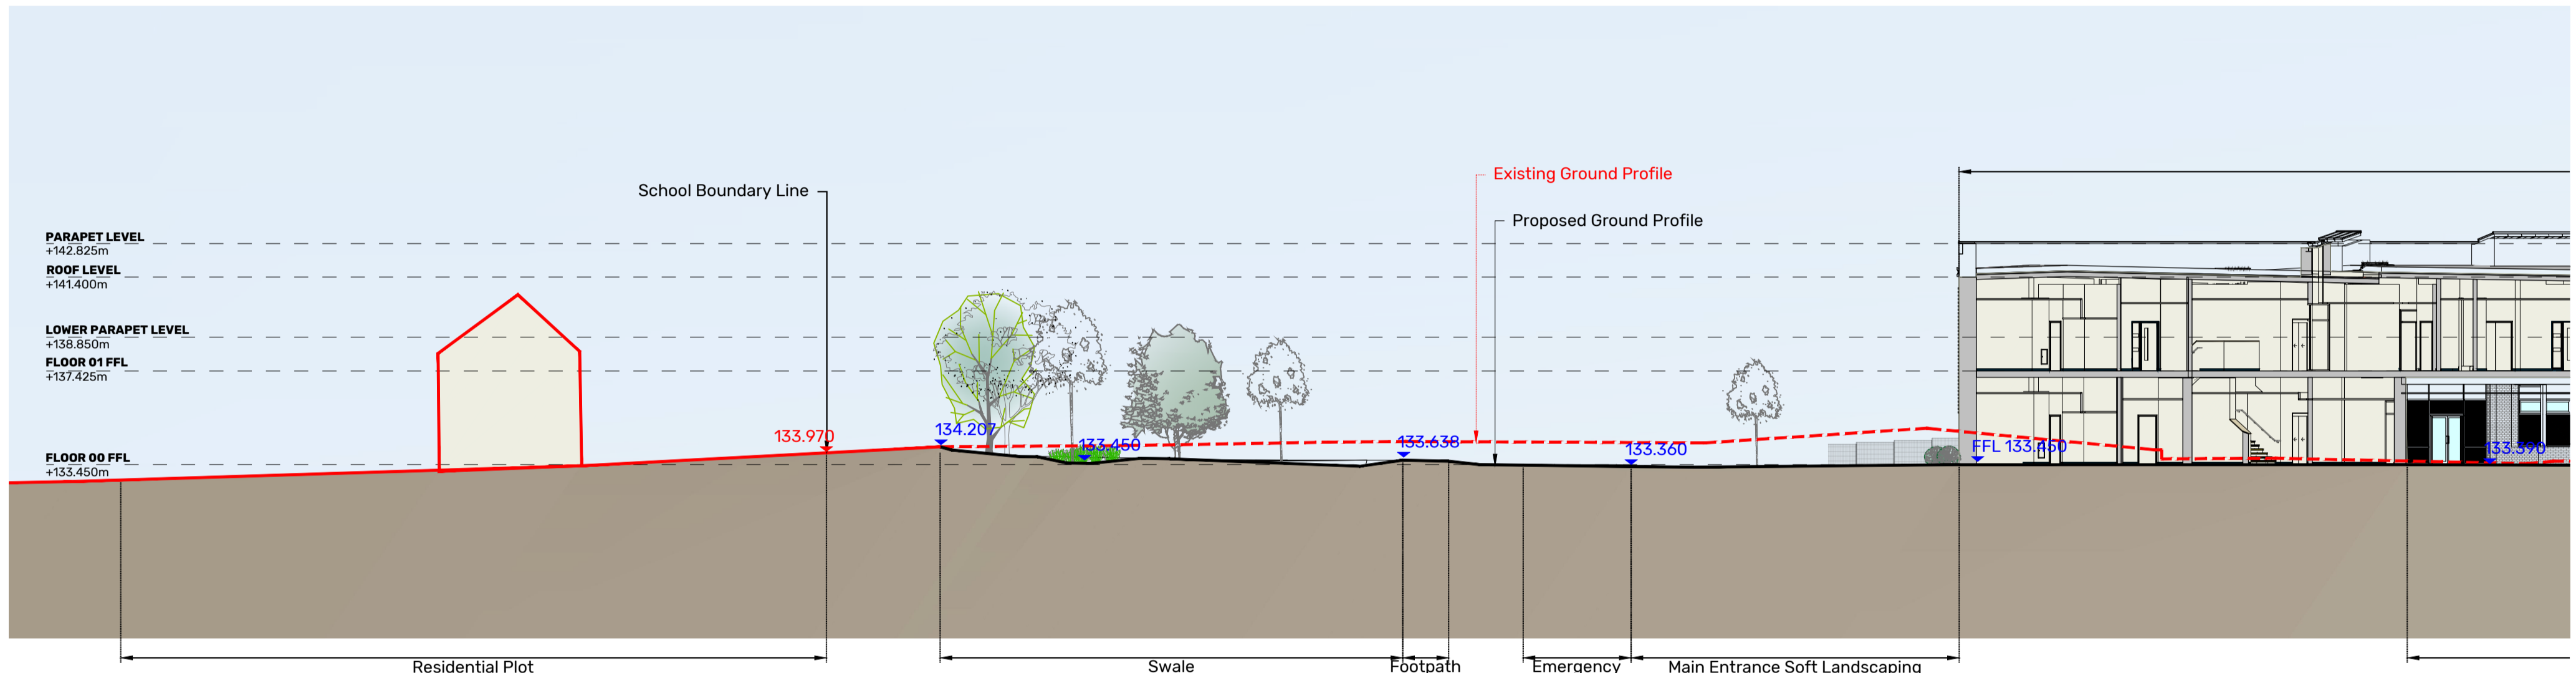 Existing Ground Profile
School Boundary Line
Proposed Ground Profile
PARAPET LEVEL
+142.825m
ROOF LEVEL
+141.400m
LOWER PARAPET LEVEL
+138.850m
FLOOR 01 FFL
+137.425m
FLOOR 00 FFL
+133.450m
133.970
134.207
133.450
133.638
133.360
FFL 133.450
133.390
Residential Plot
Swale
Footpath
Emergency
Main Entrance Soft Landscaping